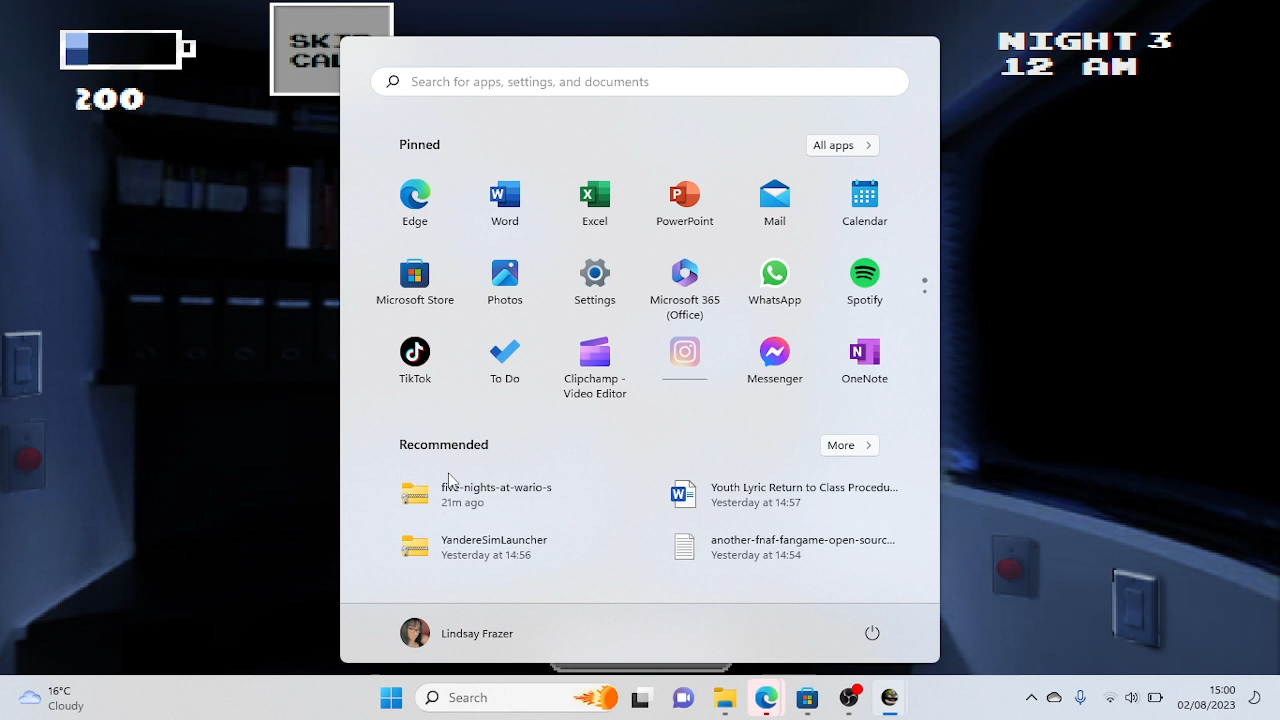 200
SKIP
CAL
NIGHT 3
12 AM
Search for apps, settings, and documents
Pinned
All apps
Edge
Word
Excel
PowerPoint
Mail
Calendar
Microsoft Store
Photos
Settings
Microsoft 365
(Office)
WhatsApp
Spotify
TikTok
To Do
Clipchamp -
Video Editor
Messenger
OneNote
Recommended
More
five-nights-at-wario-s
21m ago
Youth Lyric Return to Class Procedu...
Yesterday at 14:57
YandereSimLauncher
Yesterday at 14:56
another-fnaf-fangame-open-sourc...
Yesterday at 14:54
Lindsay Frazer
16°C
Cloudy
Search
15:00
02/08/2023